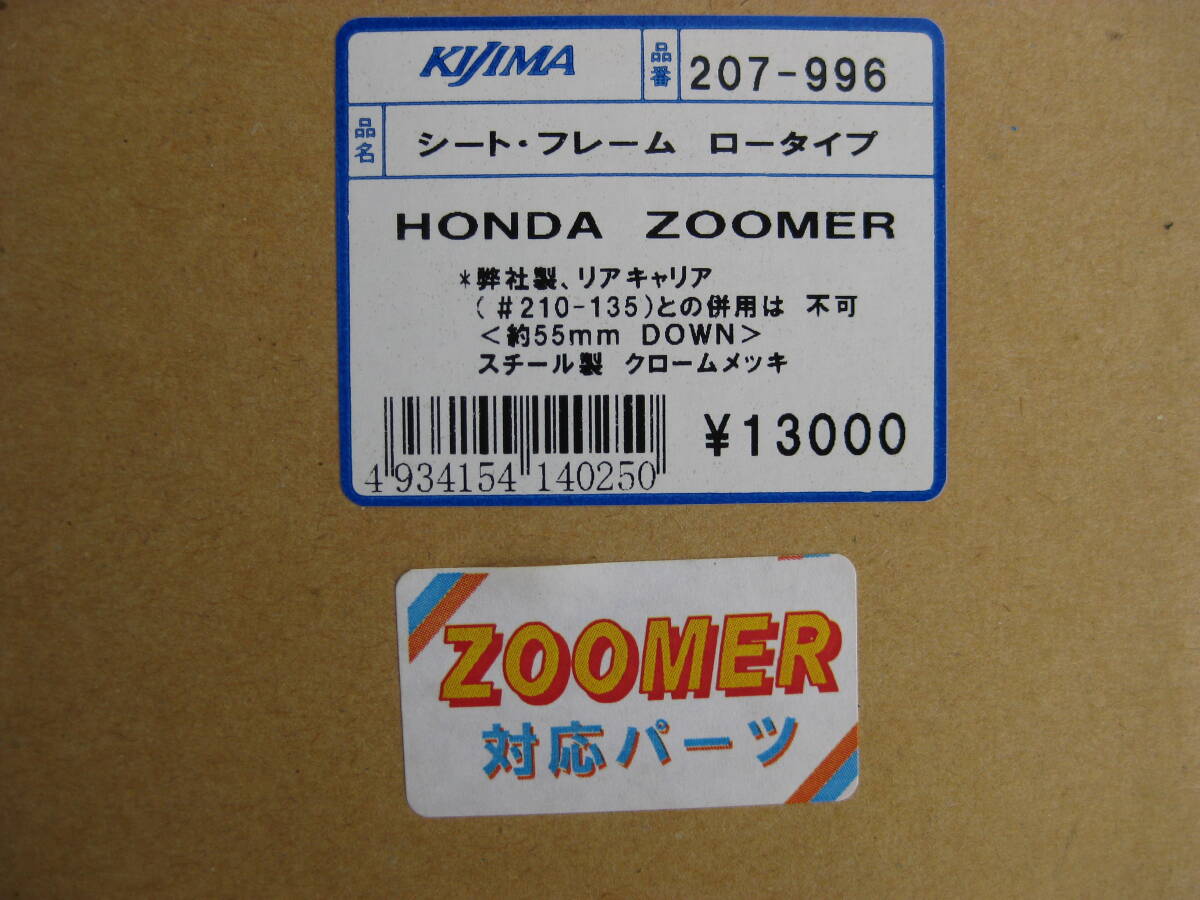 KIJIMA 品番 207-996
品名 シート・フレーム ロータイプ
HONDA ZOOMER
*弊社製、リアキャリア
(#210-135)との併用は 不可
<約55mm DOWN>
スチール製 クロームメッキ
¥13000
4 934154 140250
ZOOMER
対応パーツ